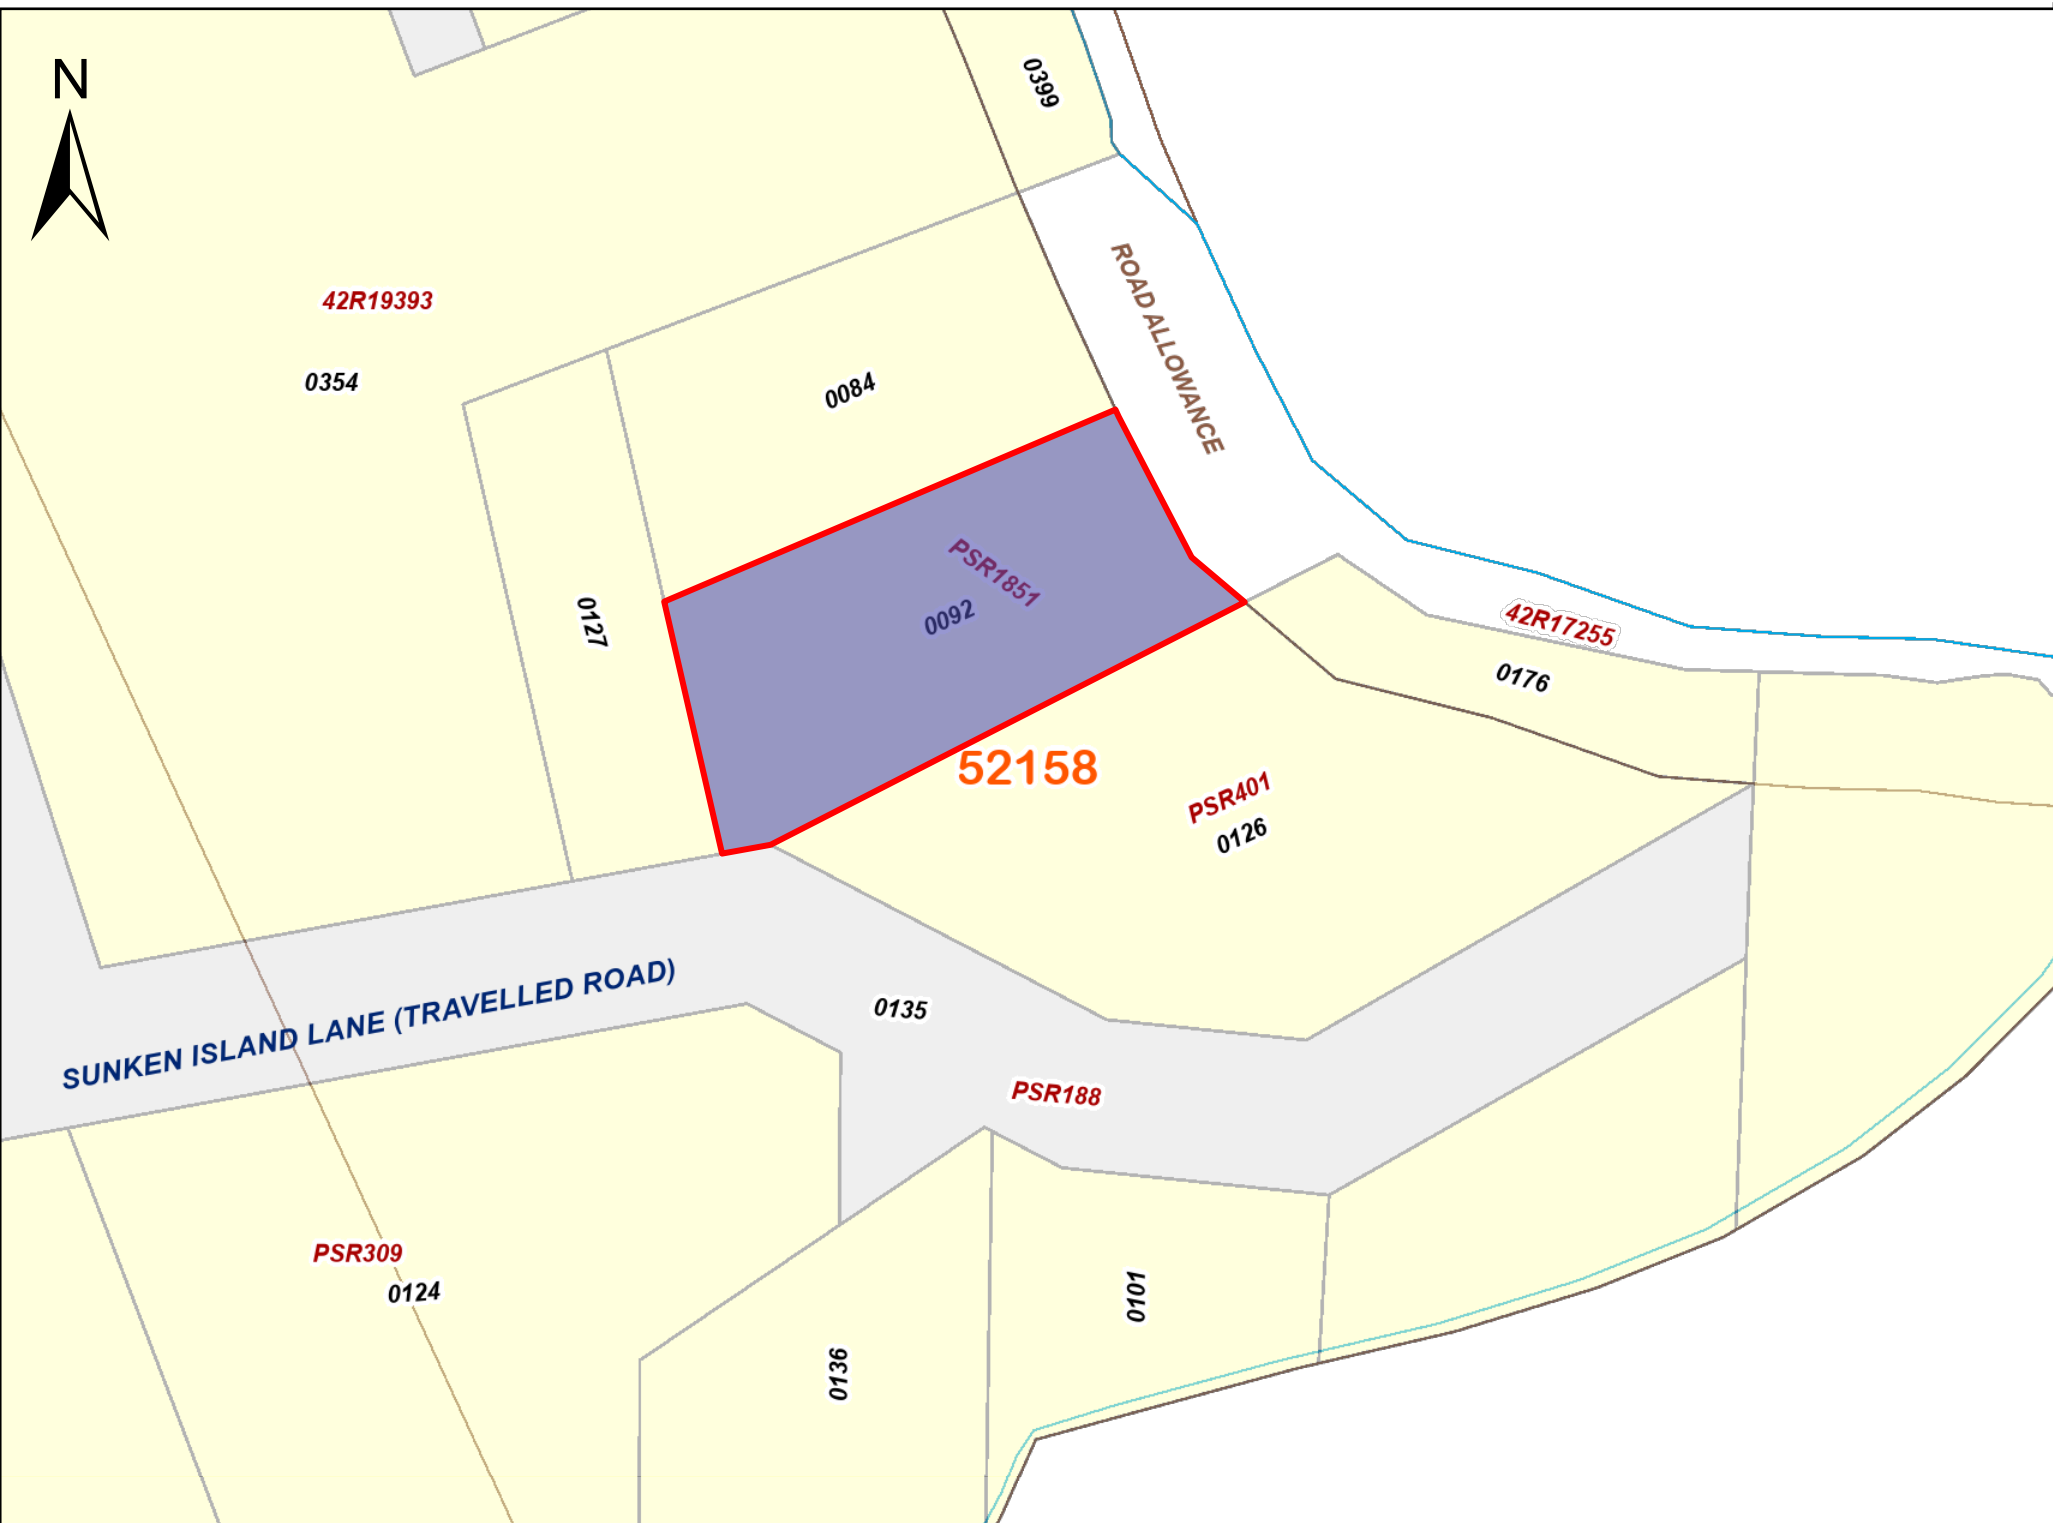 N
0399
ROAD ALLOWANCE
42R19393
0354
0084
PSR1851
0092
0127
42R17255
0176
52158
PSR401
0126
SUNKEN ISLAND LANE (TRAVELLED ROAD)
0135
PSR188
PSR309
0124
0101
0136